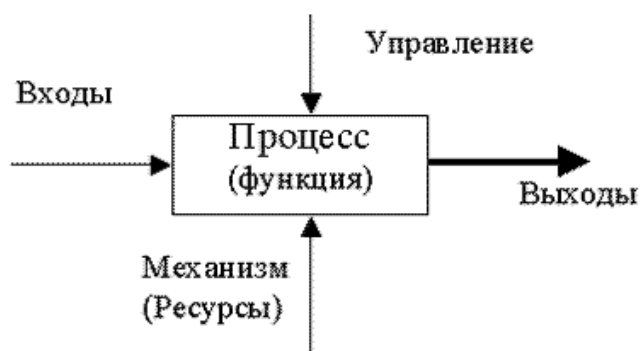 Управление
Входы
Процесс
(функция)
Выходы
Механизм
(Ресурсы)